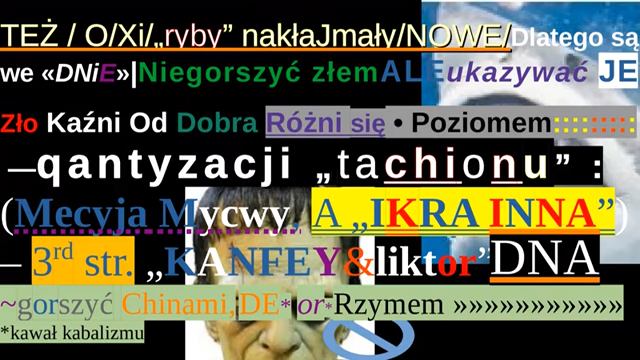 TEŻ / O/Xi/„ryby” nakłaJmały/NOWE/Dlatego są
we «DNiE»|Niegorszyć złemALEukazywać JE
Zło Kaźni Od Dobra Różni się • Poziomem::::::::::
—qantyzacji „tachionu” :
(Mecyja Mycwy, A „IKRA INNA”)
– 3rd str. „KANFEY&liktor” DNA
~gorszyć Chinami,DE* or*Rzymem »»»»»»»»»»»
*kawał kabalizmu